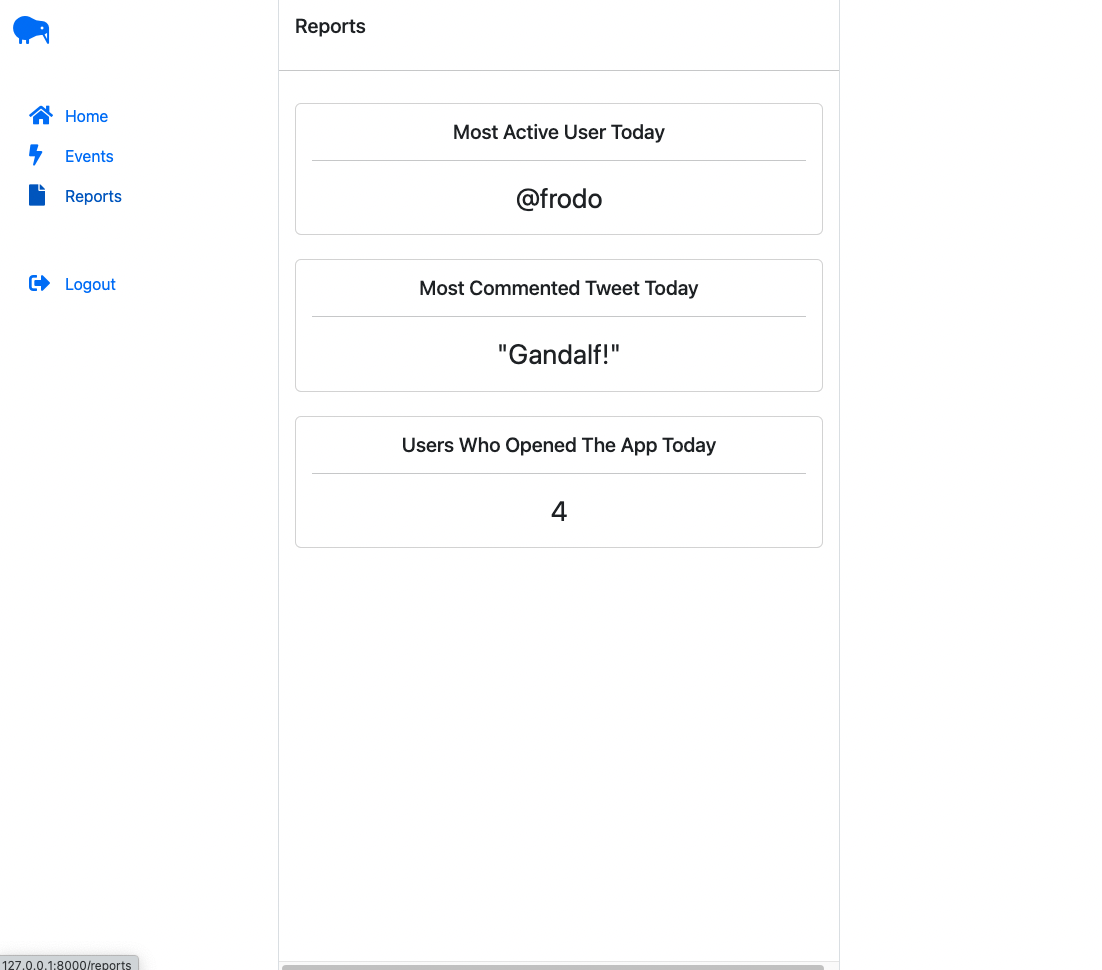 Reports
Home
Events
Reports
Logout
Most Active User Today
@frodo
Most Commented Tweet Today
"Gandalf!"
Users Who Opened The App Today
4
127.0.0.1:8000/reports